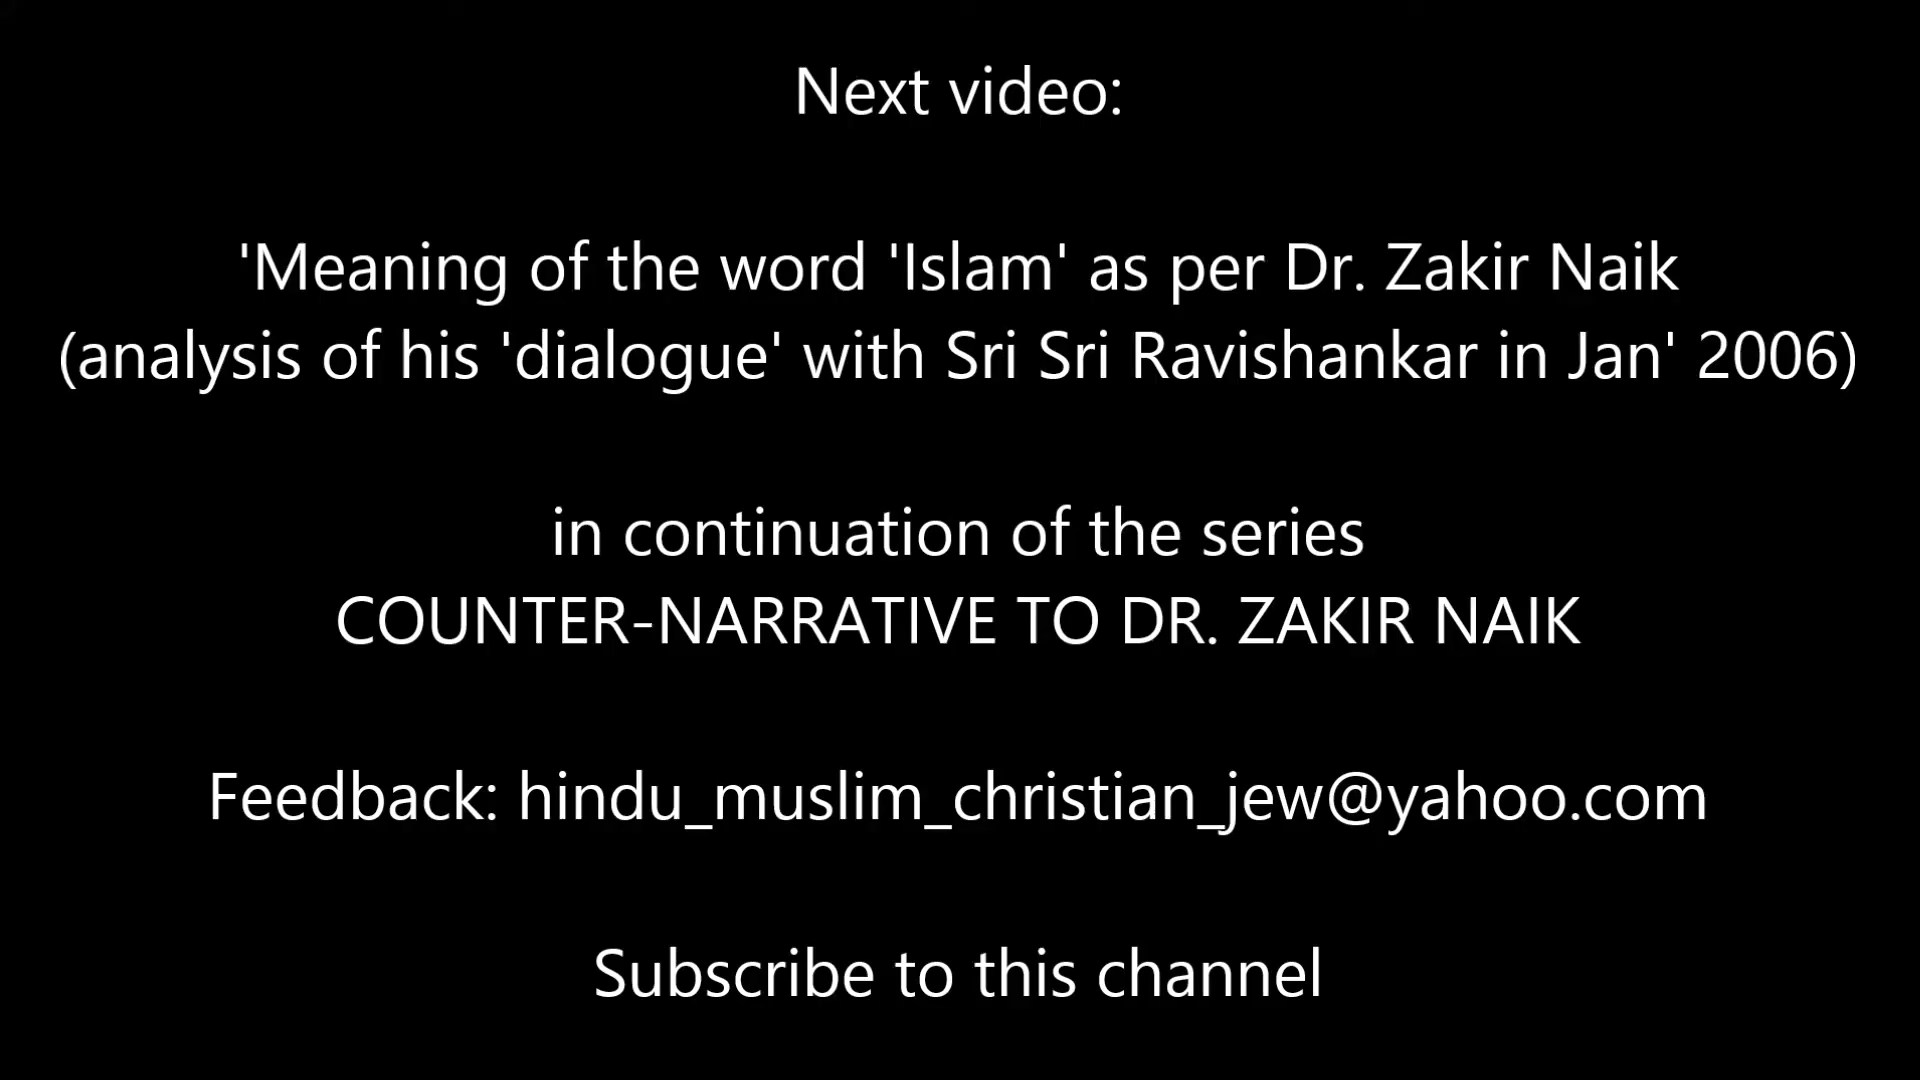 Next video:
'Meaning of the word 'Islam' as per Dr. Zakir Naik
(analysis of his 'dialogue' with Sri Sri Ravishankar in Jan' 2006)
in continuation of the series
COUNTER-NARRATIVE TO DR. ZAKIR NAIK
Feedback: hindu_muslim_christian_jew@yahoo.com
Subscribe to this channel